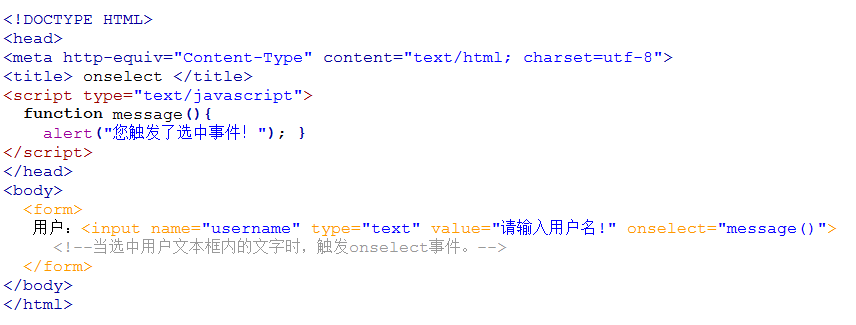 <!DOCTYPE HTML>
<head>
<meta http-equiv="Content-Type" content="text/html; charset=utf-8">
<title> onselect </title>
<script type="text/javascript">
  function message(){
    alert("您触发了选中事件！"); }
</script>
</head>
<body>
  <form>
   用户：<input name="username" type="text" value="请输入用户名!" onselect="message()">
     <!--当选中用户文本框内的文字时，触发onselect事件。-->
  </form>
</body>
</html>